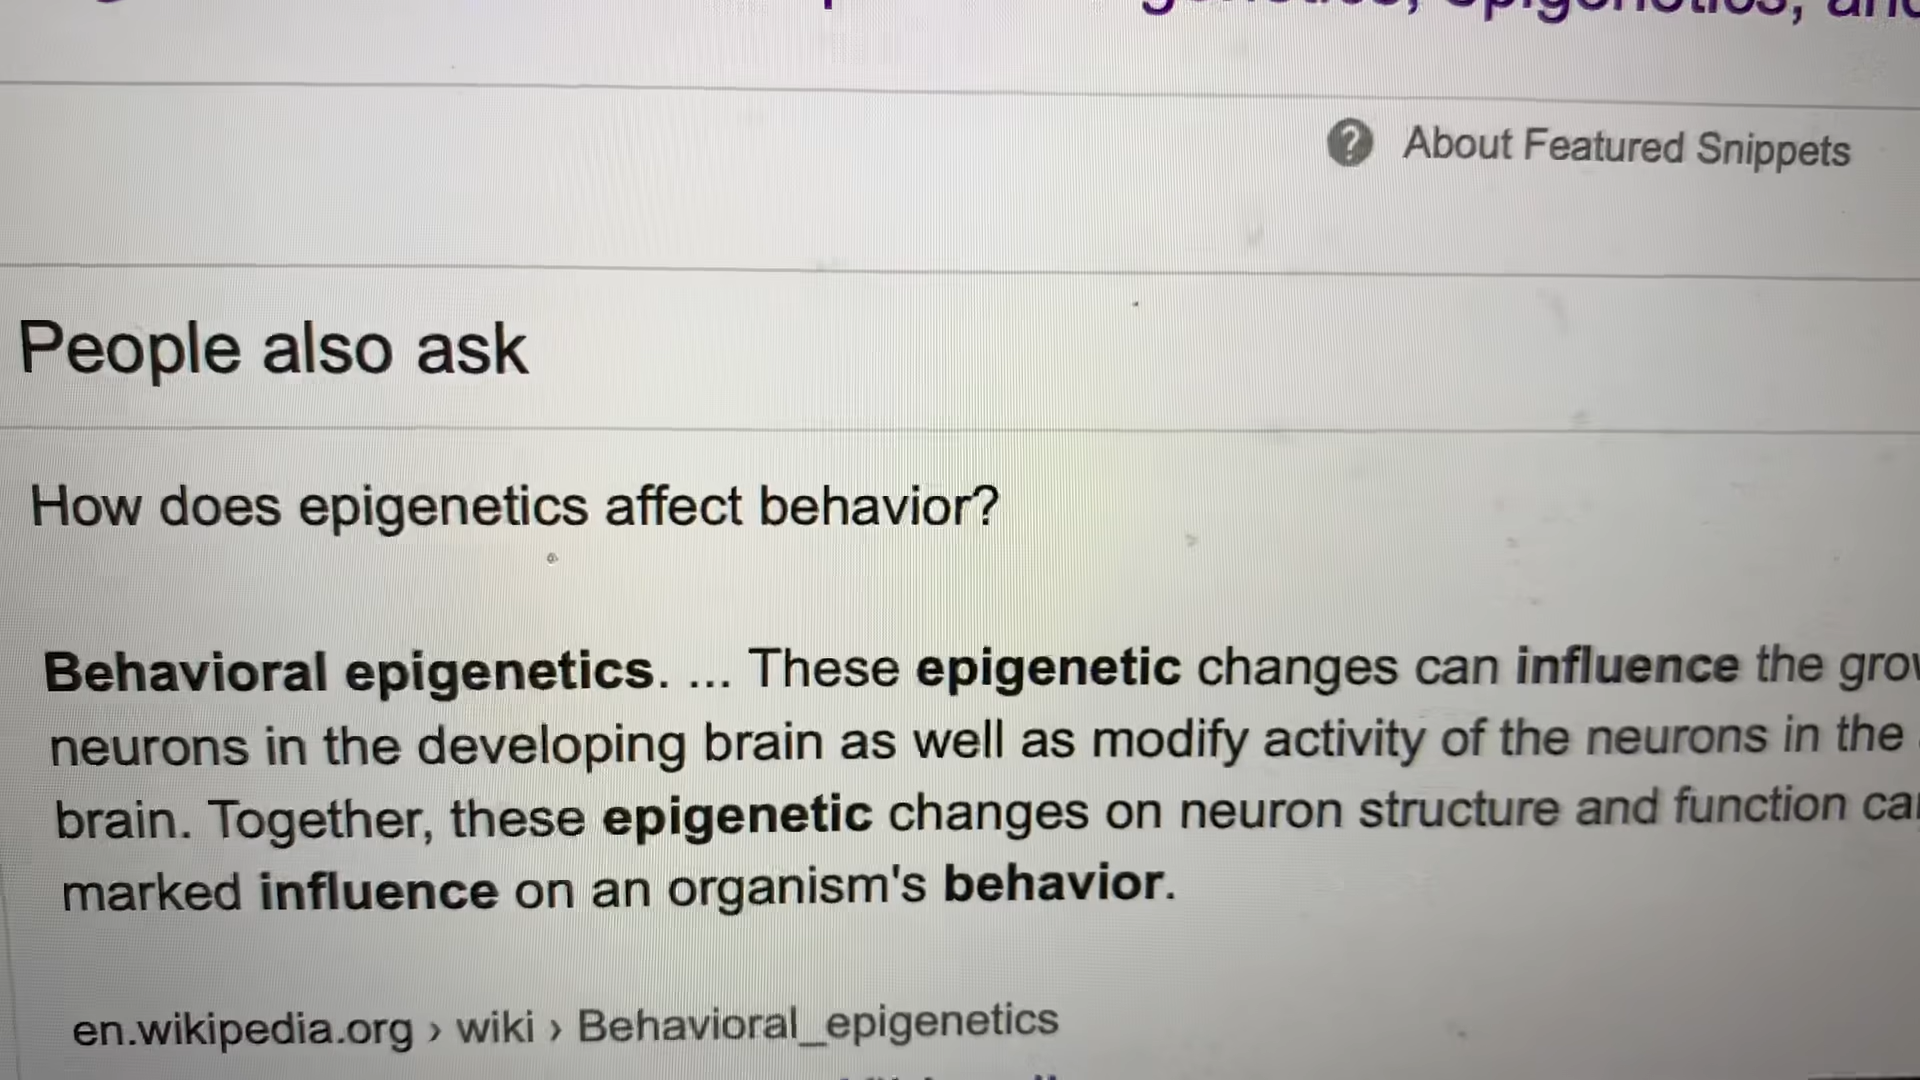 About Featured Snippets
People also ask
How does epigenetics affect behavior?
Behavioral epigenetics. ... These epigenetic changes can influence the
neurons in the developing brain as well as modify activity of the neurons in the
brain. Together, these epigenetic changes on neuron structure and function
marked influence on an organism's behavior.
en.wikipedia.org › wiki › Behavioral_epigenetics